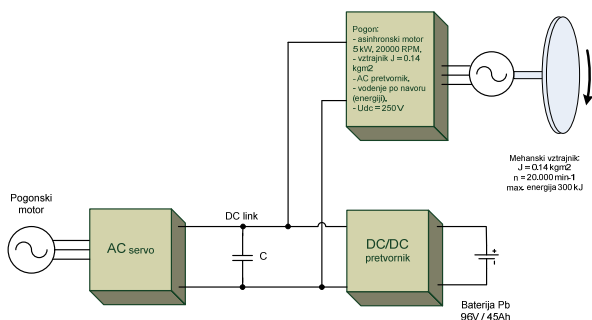 Pogon:
- asinhronski motor
5 kW, 20000 RPM,
- vztrajnik J = 0.14
kgm2
- AC pretvornik,
- vodenje po navoru
(energiji),
- Udc = 250V
Mehanski vztrajnik:
J = 0.14 kgm2
n = 20.000 min-1
max. energija 300 kJ
Pogonski
motor
AC servo
DC link
C
DC/DC
pretvornik
+
-
Baterija Pb
96V / 45Ah